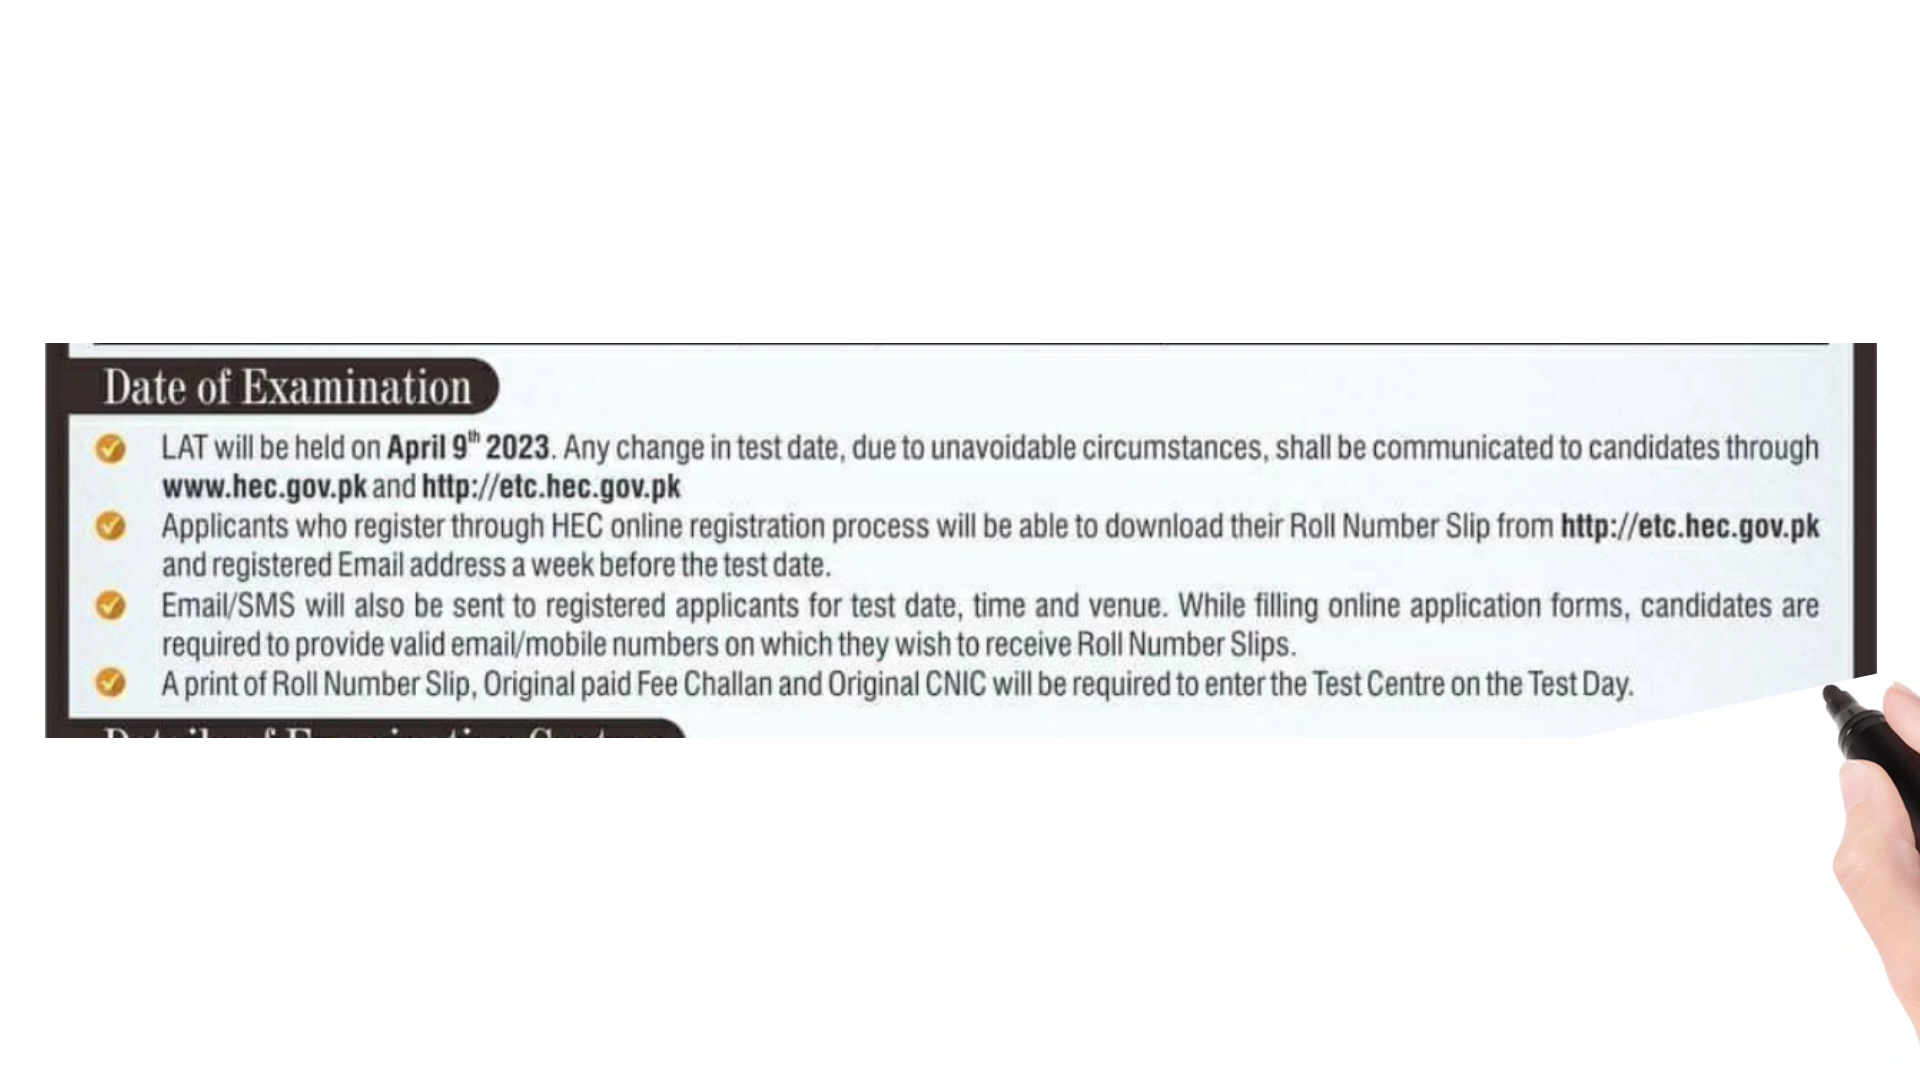 Date of Examination
LAT will be held on April 9th 2023. Any change in test date, due to unavoidable circumstances, shall be communicated to candidates through
www.hec.gov.pk and http://etc.hec.gov.pk
Applicants who register through HEC online registration process will be able to download their Roll Number Slip from http://etc.hec.gov.pk
and registered Email address a week before the test date.
Email/SMS will also be sent to registered applicants for test date, time and venue. While filling online application forms, candidates are
required to provide valid email/mobile numbers on which they wish to receive Roll Number Slips.
A print of Roll Number Slip, Original paid Fee Challan and Original CNIC will be required to enter the Test Centre on the Test Day.
Details of Examination